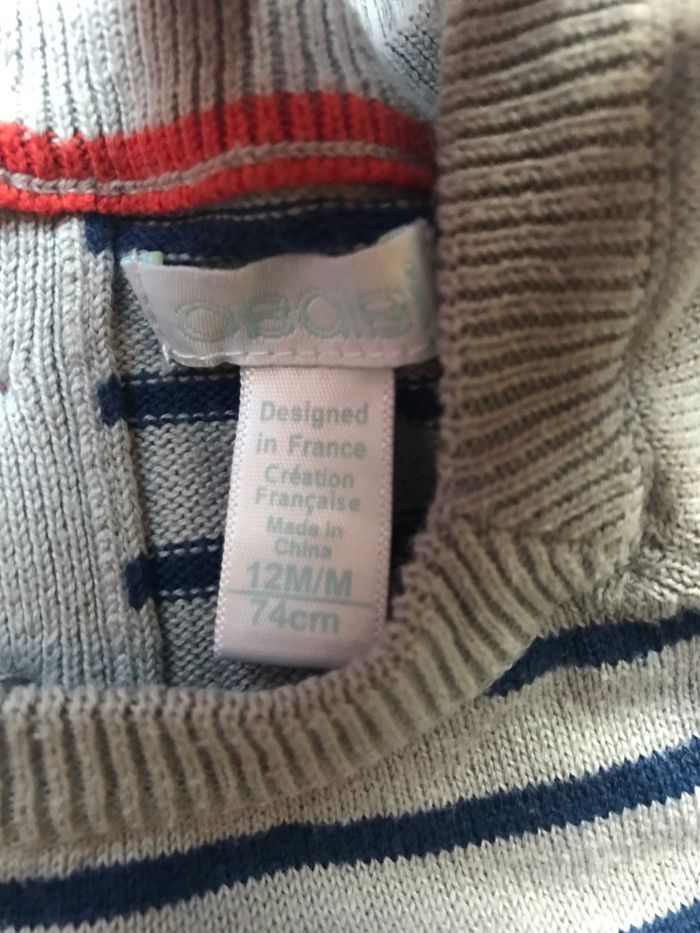 obaibi
Designed
in France
Création
Française
Made in
China
12M/M
74cm